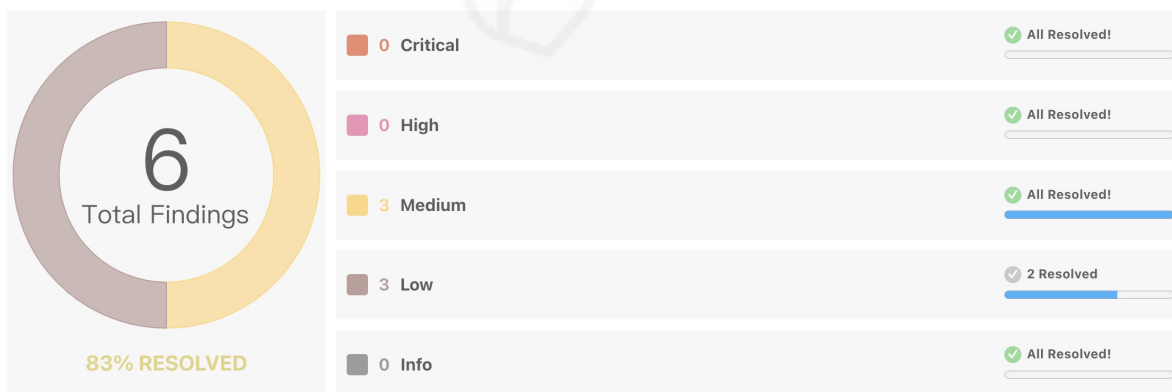 6
Total Findings
83% RESOLVED
0 Critical
All Resolved!
0 High
All Resolved!
3 Medium
All Resolved!
3 Low
2 Resolved
0 Info
All Resolved!